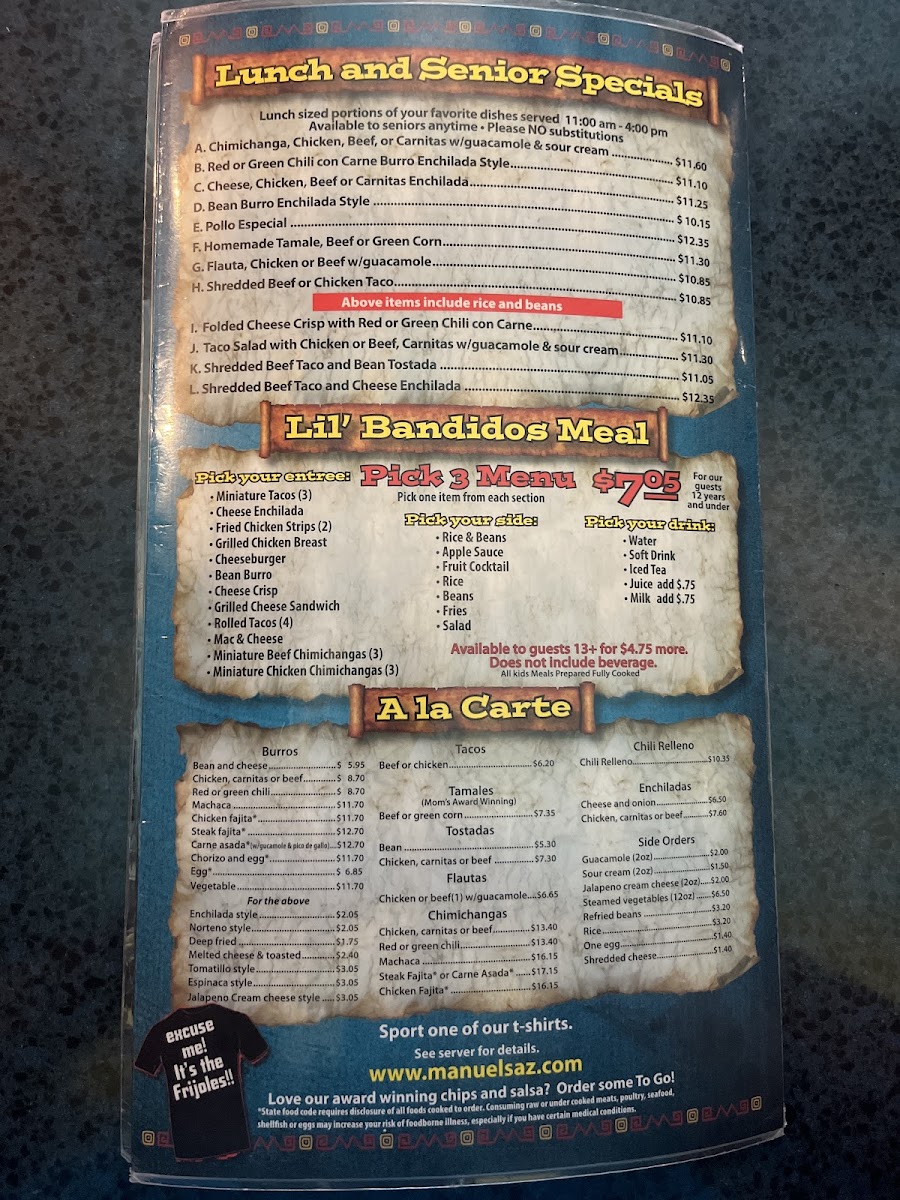 Lunch and Senior Specials
Lunch sized portions of your favorite dishes served 11:00 am - 4:00 pm
Available to seniors anytime • Please NO substitutions
A. Chimichanga, Chicken, Beef, or Carnitas w/guacamole & sour cream ................ $11.60
B. Red or Green Chili con Carne Burro Enchilada Style................ $11.10
C. Cheese, Chicken, Beef or Carnitas Enchilada................ $11.25
D. Bean Burro Enchilada Style ................ $ 10.15
E. Pollo Especial ................ $12.35
F. Homemade Tamale, Beef or Green Corn................ $11.30
G. Flauta, Chicken or Beef w/guacamole................ $10.85
H. Shredded Beef or Chicken Taco................ $10.85
Above items include rice and beans
I. Folded Cheese Crisp with Red or Green Chili con Carne................ $11.10
J. Taco Salad with Chicken or Beef, Carnitas w/guacamole & sour cream................ $11.30
K. Shredded Beef Taco and Bean Tostada ................ $11.05
L. Shredded Beef Taco and Cheese Enchilada ................ $12.35
Lil' Bandidos Meal
Pick 3 Menu $7.05
For our
guests
12 years
and under
Pick one item from each section
Pick your entree:
• Miniature Tacos (3)
• Cheese Enchilada
• Fried Chicken Strips (2)
• Grilled Chicken Breast
• Cheeseburger
• Bean Burro
• Cheese Crisp
• Grilled Cheese Sandwich
• Rolled Tacos (4)
• Mac & Cheese
• Miniature Beef Chimichangas (3)
• Miniature Chicken Chimichangas (3)
Pick your side:
• Rice & Beans
• Apple Sauce
• Fruit Cocktail
• Rice
• Beans
• Fries
• Salad
Pick your drink:
• Water
• Soft Drink
• Iced Tea
• Juice add $.75
• Milk add $.75
Available to guests 13+ for $4.75 more.
Does not include beverage.
All kids Meals Prepared Fully Cooked
A la Carte
Burros
Bean and cheese................$ 5.95
Chicken, carnitas or beef............$ 8.70
Red or green chili................$ 8.70
Machaca................$11.70
Chicken fajita*................$11.70
Steak fajita*................$12.70
Carne asada*(w/gucamole & pico de gallo)....$12.70
Chorizo and egg*................$11.70
Egg*................$ 6.85
Vegetable................$11.70
For the above
Enchilada style................$2.05
Norteno style................$2.05
Deep fried ................$1.75
Melted cheese & toasted............$2.40
Tomatillo style................$3.05
Espinaca style................$3.05
Jalapeno Cream cheese style .....$3.05
Tacos
Beef or chicken................$6.20
Tamales
(Mom's Award Winning)
Beef or green corn................$7.35
Tostadas
Bean ................$5.30
Chicken, carnitas or beef ............$7.30
Flautas
Chicken or beef(1) w/guacamole....$6.65
Chimichangas
Chicken, carnitas or beef............$13.40
Red or green chili................$13.40
Machaca ................$16.15
Steak Fajita* or Carne Asada* ......$17.15
Chicken Fajita* ................$16.15
Chili Relleno
Chili Relleno................$10.35
Enchiladas
Cheese and onion................$6.50
Chicken, carnitas or beef........$7.60
Side Orders
Guacamole (2oz)................$2.00
Sour cream (2oz)................$1.50
Jalapeno cream cheese (2oz).....$2.00
Steamed vegetables (12oz) ......$6.50
Refried beans ................$3.20
Rice................$3.20
One egg................$1.40
Shredded cheese................$1.40
excuse
me!
It's the
Frijoles!!
Sport one of our t-shirts.
See server for details.
www.manuelsaz.com
Love our award winning chips and salsa? Order some To Go!
*State food code requires disclosure of all foods cooked to order. Consuming raw or under cooked meats, poultry, seafood,
shellfish or eggs may increase your risk of foodborne illness, especially if you have certain medical conditions.